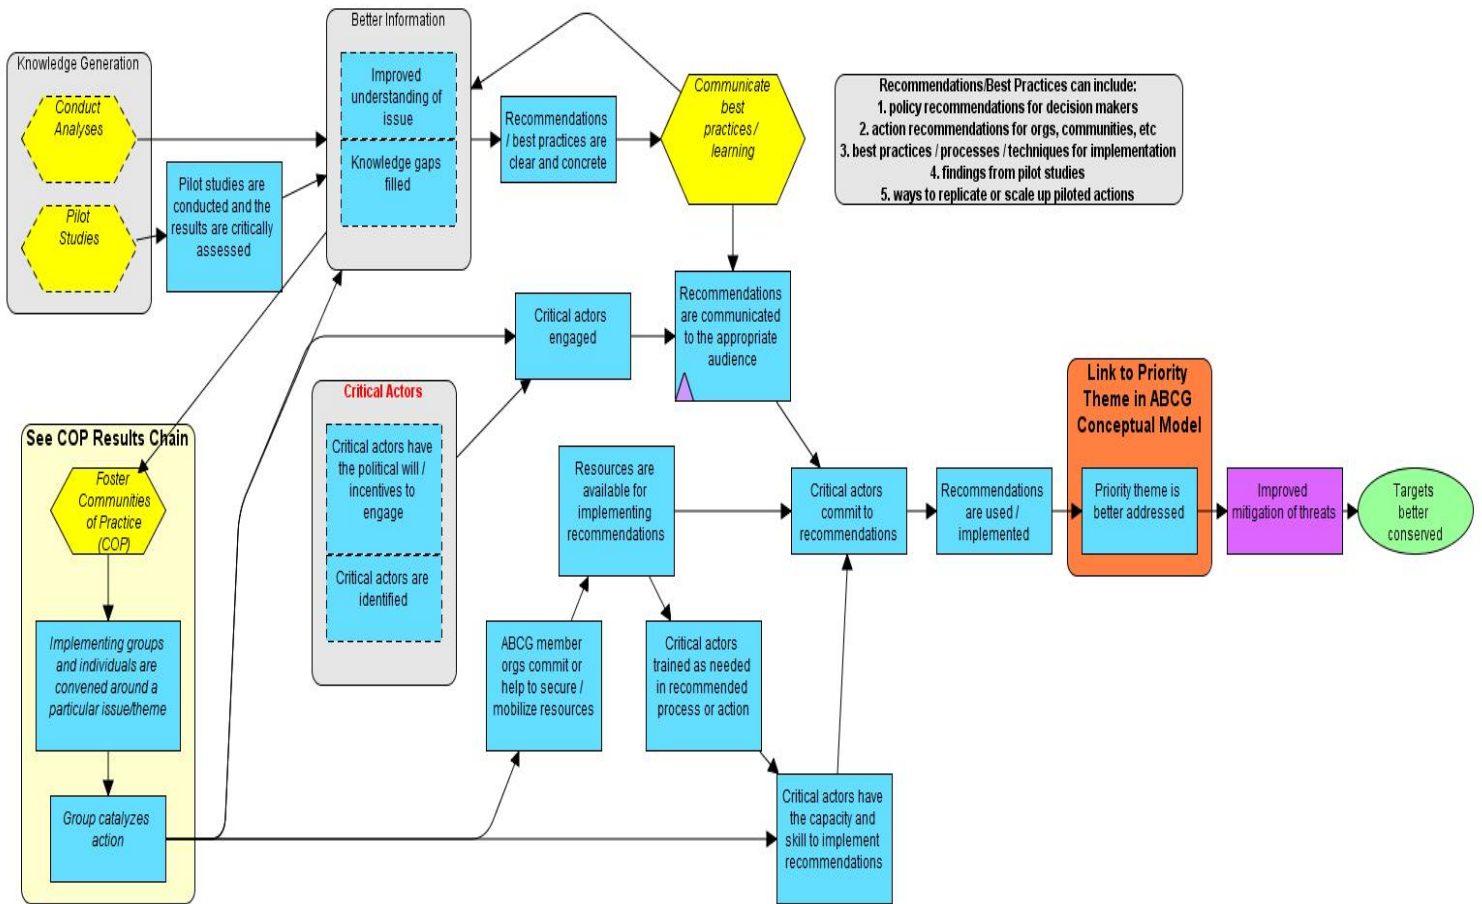 Knowledge Generation
Conduct
Analyses
Pilot
Studies
Pilot studies are
conducted and the
results are critically
assessed
Better Information
Improved
understanding of
issue
Knowledge gaps
filled
Recommendations
/ best practices are
clear and concrete
Communicate
best
practices /
learning
Recommendations/Best Practices can include:
1. policy recommendations for decision makers
2. action recommendations for orgs, communities, etc
3. best practices / processes / techniques for implementation
4. findings from pilot studies
5. ways to replicate or scale up piloted actions
Critical actors
engaged
Recommendations
are communicated
to the appropriate
audience
Critical Actors
Critical actors have
the political will /
incentives to
engage
Critical actors are
identified
See COP Results Chain
Foster
Communities
of Practice
(COP)
Implementing groups
and individuals are
convened around a
particular issue/theme
Group catalyzes
action
Resources are
available for
implementing
recommendations
ABCG member
orgs commit or
help to secure /
mobilize resources
Critical actors
trained as needed
in recommended
process or action
Critical actors have
the capacity and
skill to implement
recommendations
Critical actors
commit to
recommendations
Recommendations
are used /
implemented
Link to Priority
Theme in ABCG
Conceptual Model
Priority theme is
better addressed
Improved
mitigation of threats
Targets
better
conserved